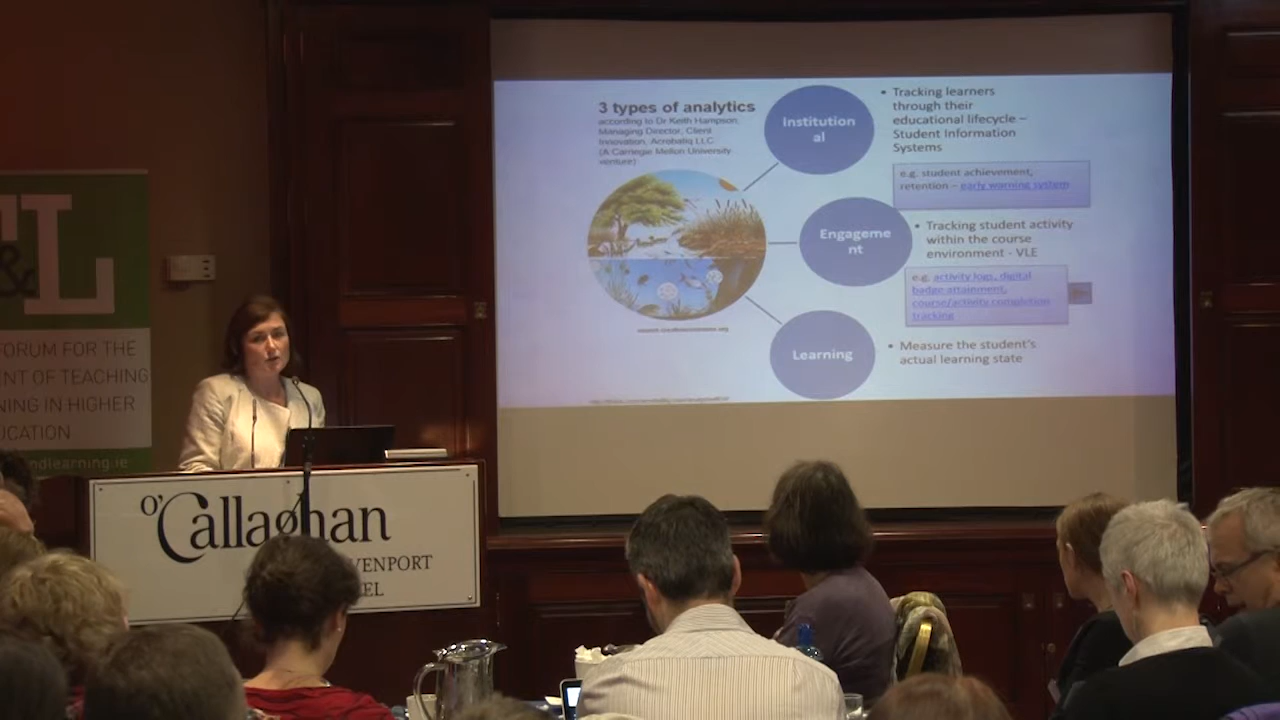 T
& L
FORUM FOR THE
ENT OF TEACHING
NING IN HIGHER
UCATION
ndlearning.ie
O'Callaghan
VENPORT
EL
3 types of analytics
according to Dr Keith Hampson,
Managing Director, Client
Innovation, Acrobatiq LLC.
(A Carnegie Mellon University
venture)
Institution
al
• Tracking learners
through their
educational lifecycle –
Student Information
Systems
e.g. student achievement,
retention – early warning system
Engageme
nt
• Tracking student activity
within the course
environment - VLE
e.g. activity logs, digital
badge attainment,
course/activity completion
tracking
Learning
• Measure the student's
actual learning state